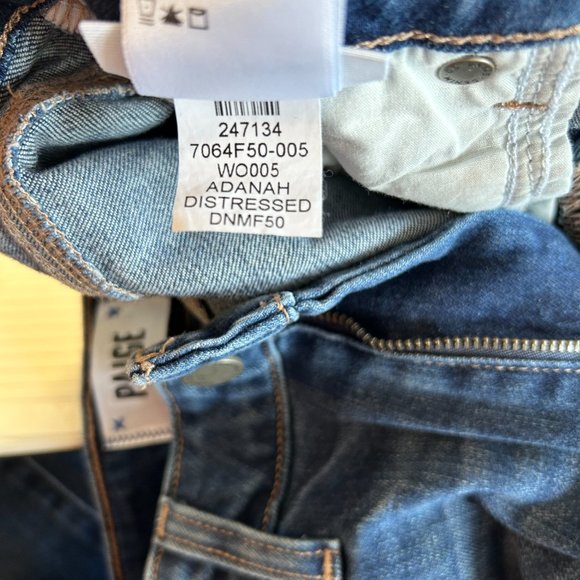 247134
7064F50-005
WO005
ADANAH
DISTRESSED
DNMF50
PAIGE